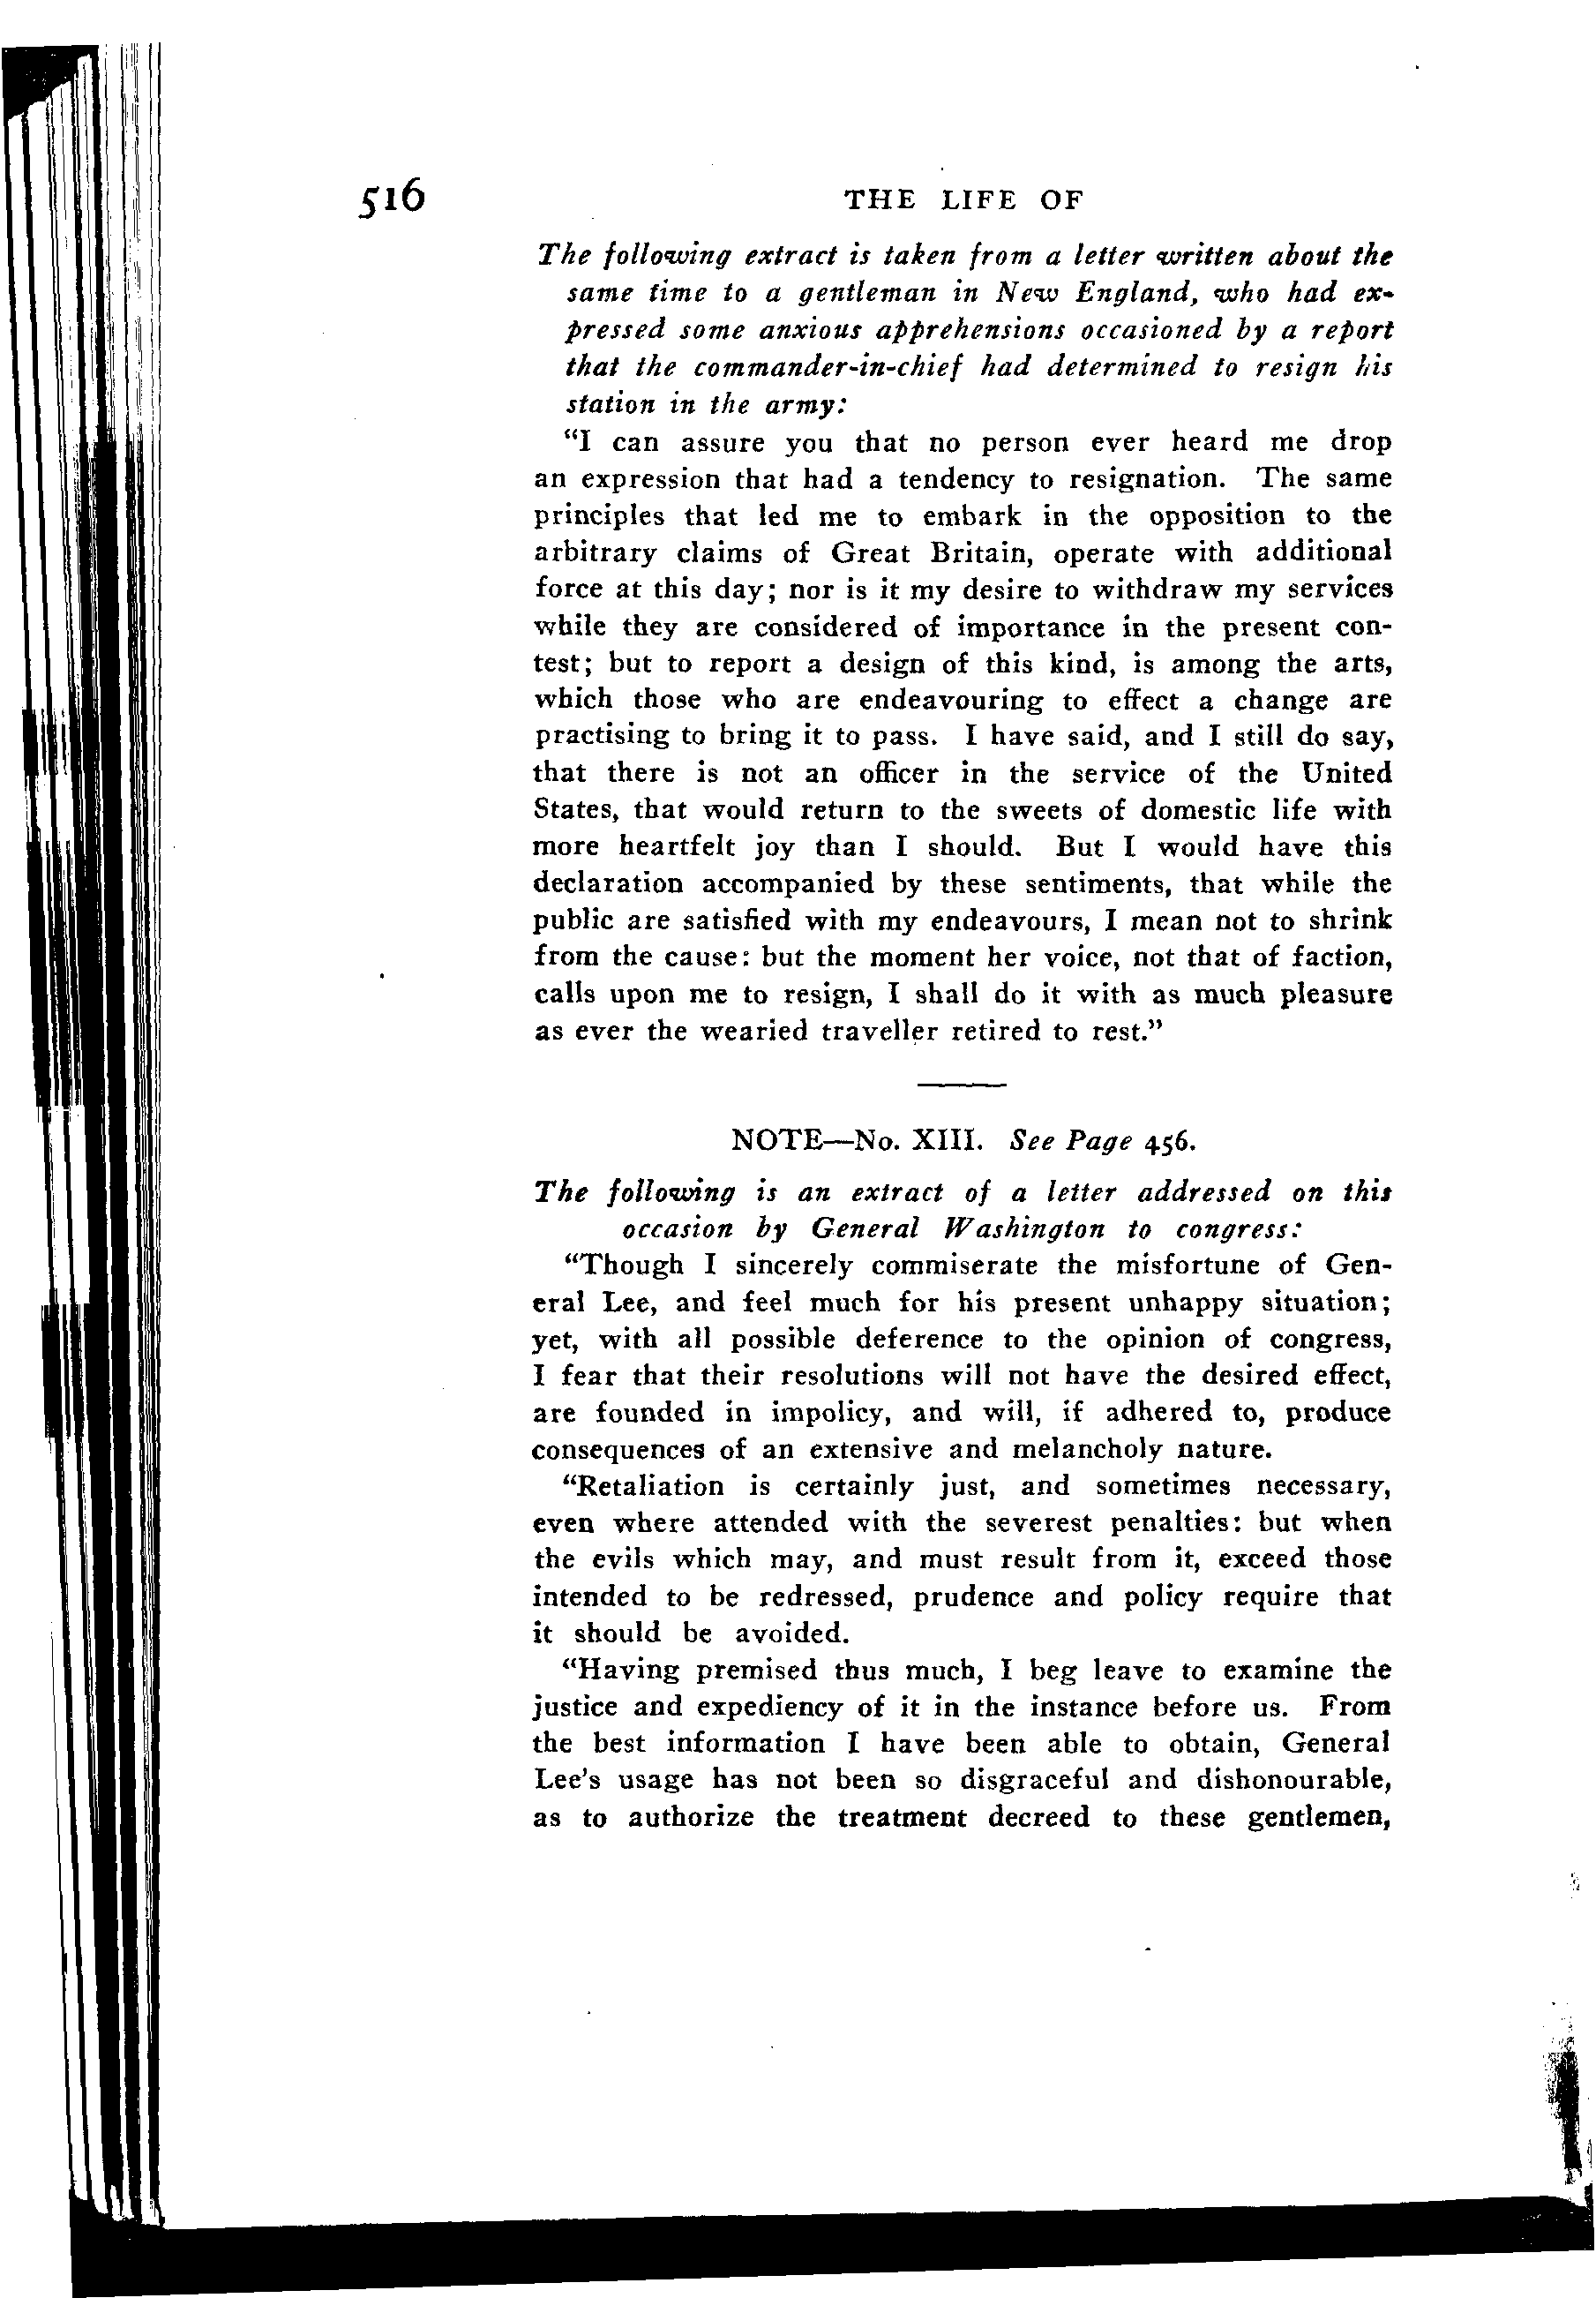 516 THE LIFE OF
The following extract is taken from a letter written about the
same time to a gentleman in New England, who had ex-
pressed some anxious apprehensions occasioned by a report
that the commander-in-chief had determined to resign his
station in the army:
“I can assure you that no person ever heard me drop
an expression that had a tendency to resignation. The same
principles that led me to embark in the opposition to the
arbitrary claims of Great Britain, operate with additional
force at this day; nor is it my desire to withdraw my services
while they are considered of importance in the present con-
test; but to report a design of this kind, is among the arts,
which those who are endeavouring to effect a change are
practising to bring it to pass. I have said, and I still do say,
that there is not an officer in the service of the United
States, that would return to the sweets of domestic life with
more heartfelt joy than I should. But I would have this
declaration accompanied by these sentiments, that while the
public are satisfied with my endeavours, I mean not to shrink
from the cause: but the moment her voice, not that of faction,
calls upon me to resign, I shall do it with as much pleasure
as ever the wearied traveller retired to rest.”
NOTE—No. XIII. See Page 456.
The following is an extract of a letter addressed on this
occasion by General Washington to congress:
“Though I sincerely commiserate the misfortune of Gen-
eral Lee, and feel much for his present unhappy situation;
yet, with all possible deference to the opinion of congress,
I fear that their resolutions will not have the desired effect,
are founded in impolicy, and will, if adhered to, produce
consequences of an extensive and melancholy nature.
“Retaliation is certainly just, and sometimes necessary,
even where attended with the severest penalties: but when
the evils which may, and must result from it, exceed those
intended to be redressed, prudence and policy require that
it should be avoided.
“Having premised thus much, I beg leave to examine the
justice and expediency of it in the instance before us. From
the best information I have been able to obtain, General
Lee’s usage has not been so disgraceful and dishonourable,
as to authorize the treatment decreed to these gentlemen,